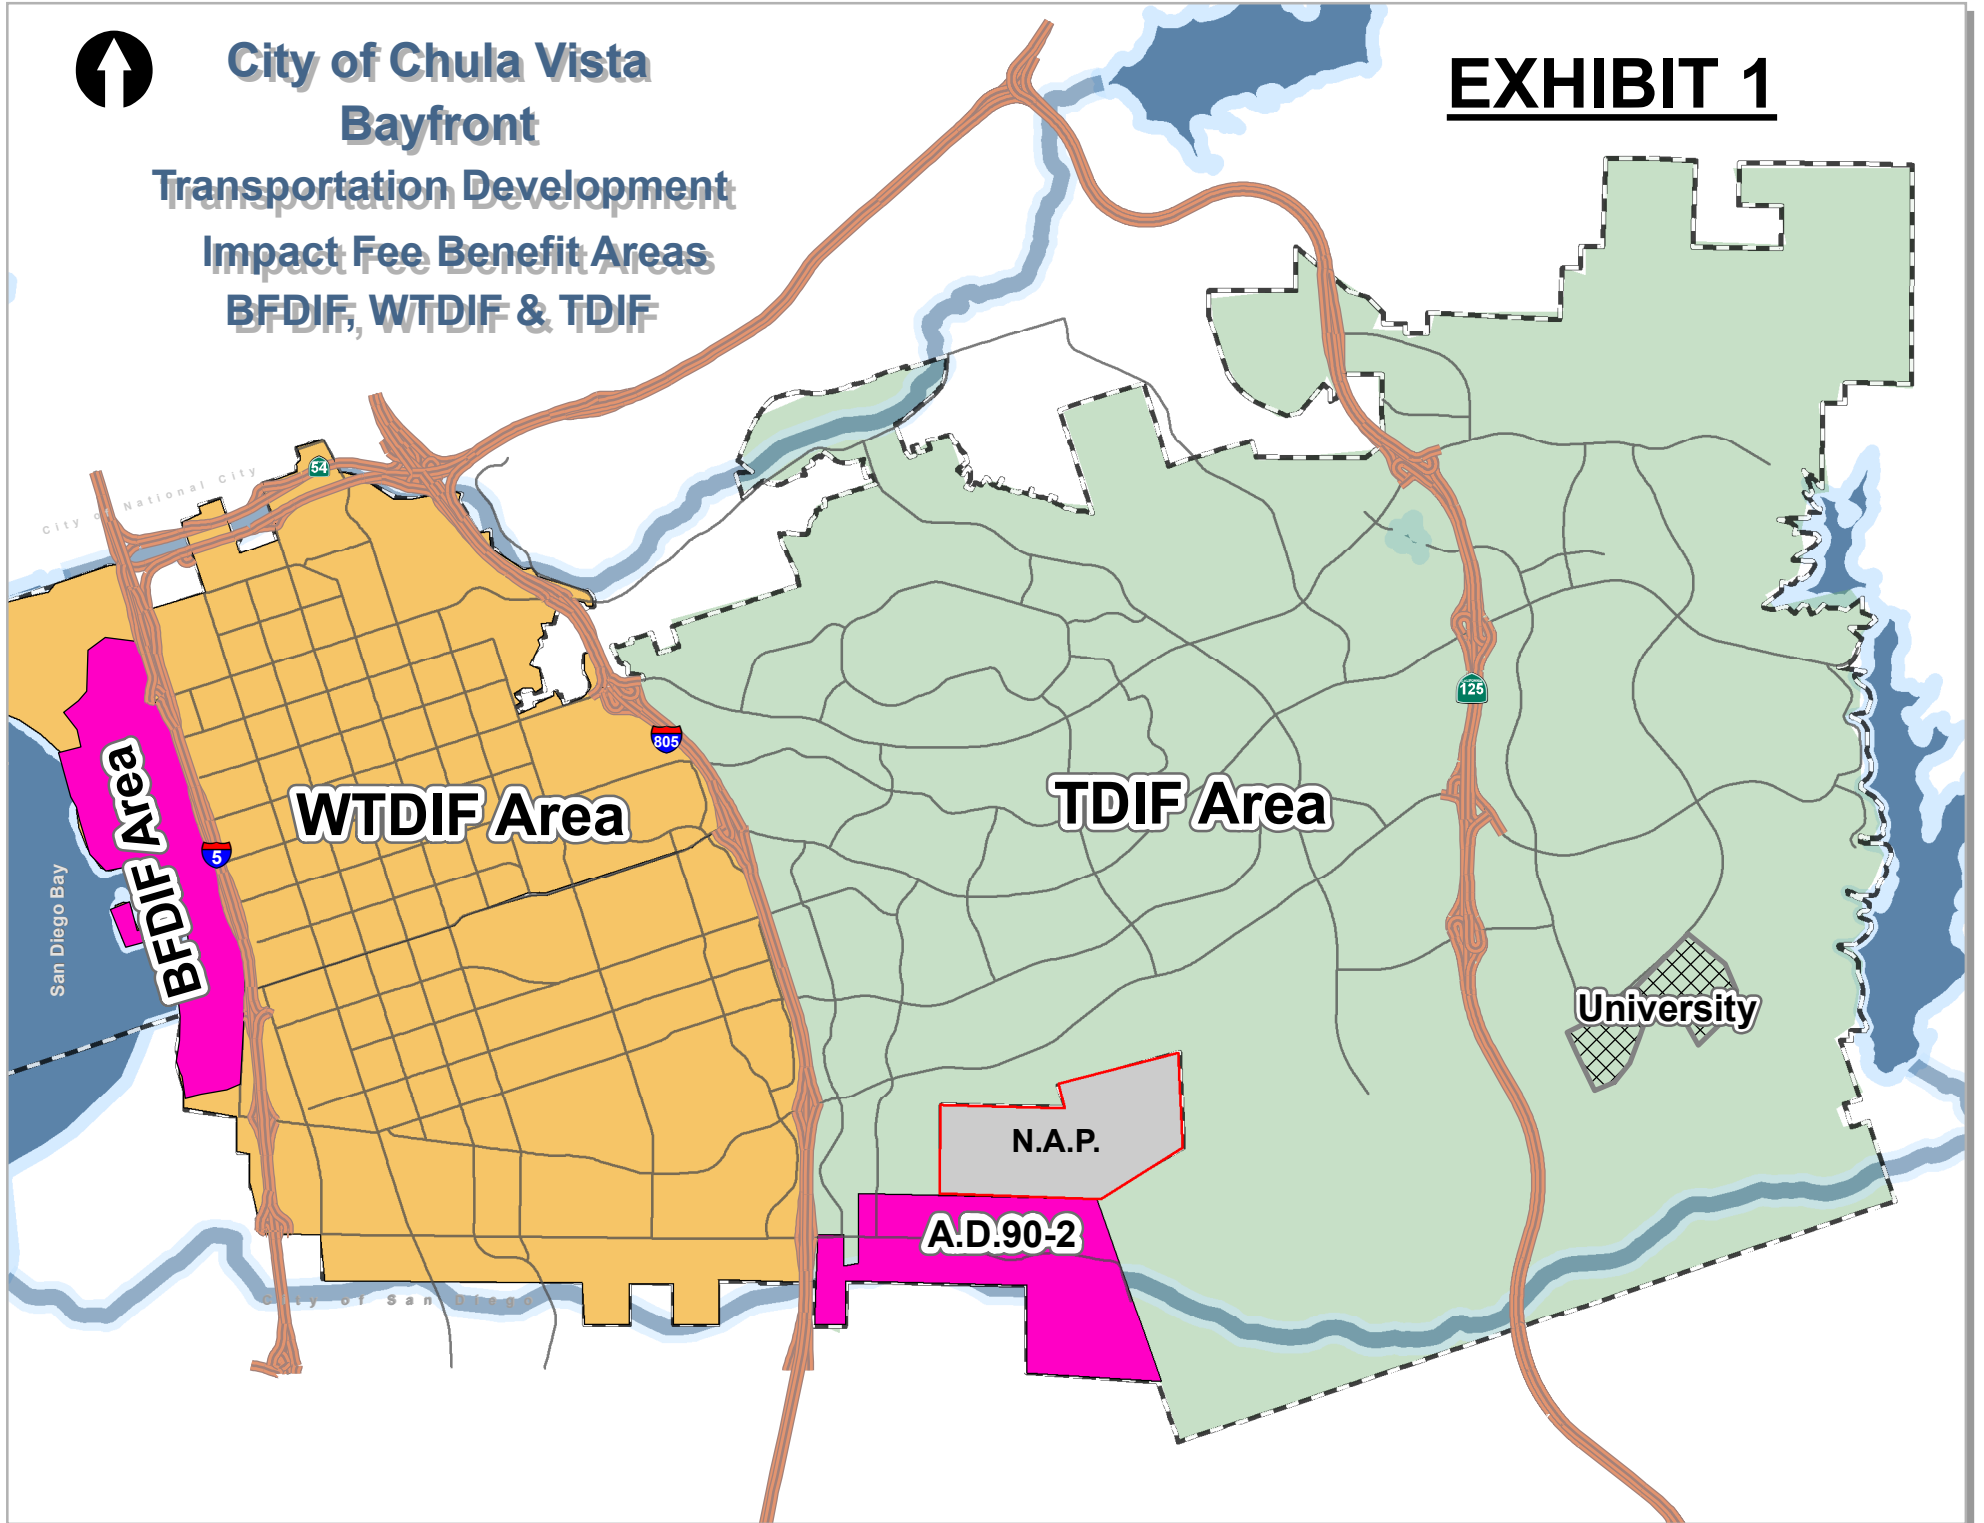 City of Chula Vista
Bayfront
Transportation Development
Impact Fee Benefit Areas
BFDIF, WTDIF & TDIF
EXHIBIT 1
City of National City
54
805
CALIFORNIA
125
5
WTDIF Area
TDIF Area
BFDIF Area
San Diego Bay
University
N.A.P.
A.D.90-2
City of San Diego